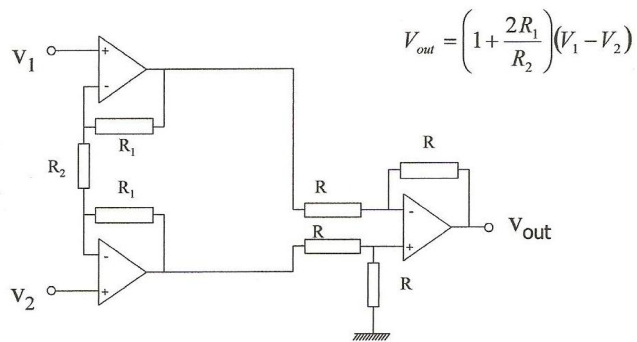 V_out = (1 + 2R_1/R_2)(V_1 − V_2)
V_1
+
-
R_1
R_2
R_1
-
+
V_2
R
R
R
-
+
R
V_out